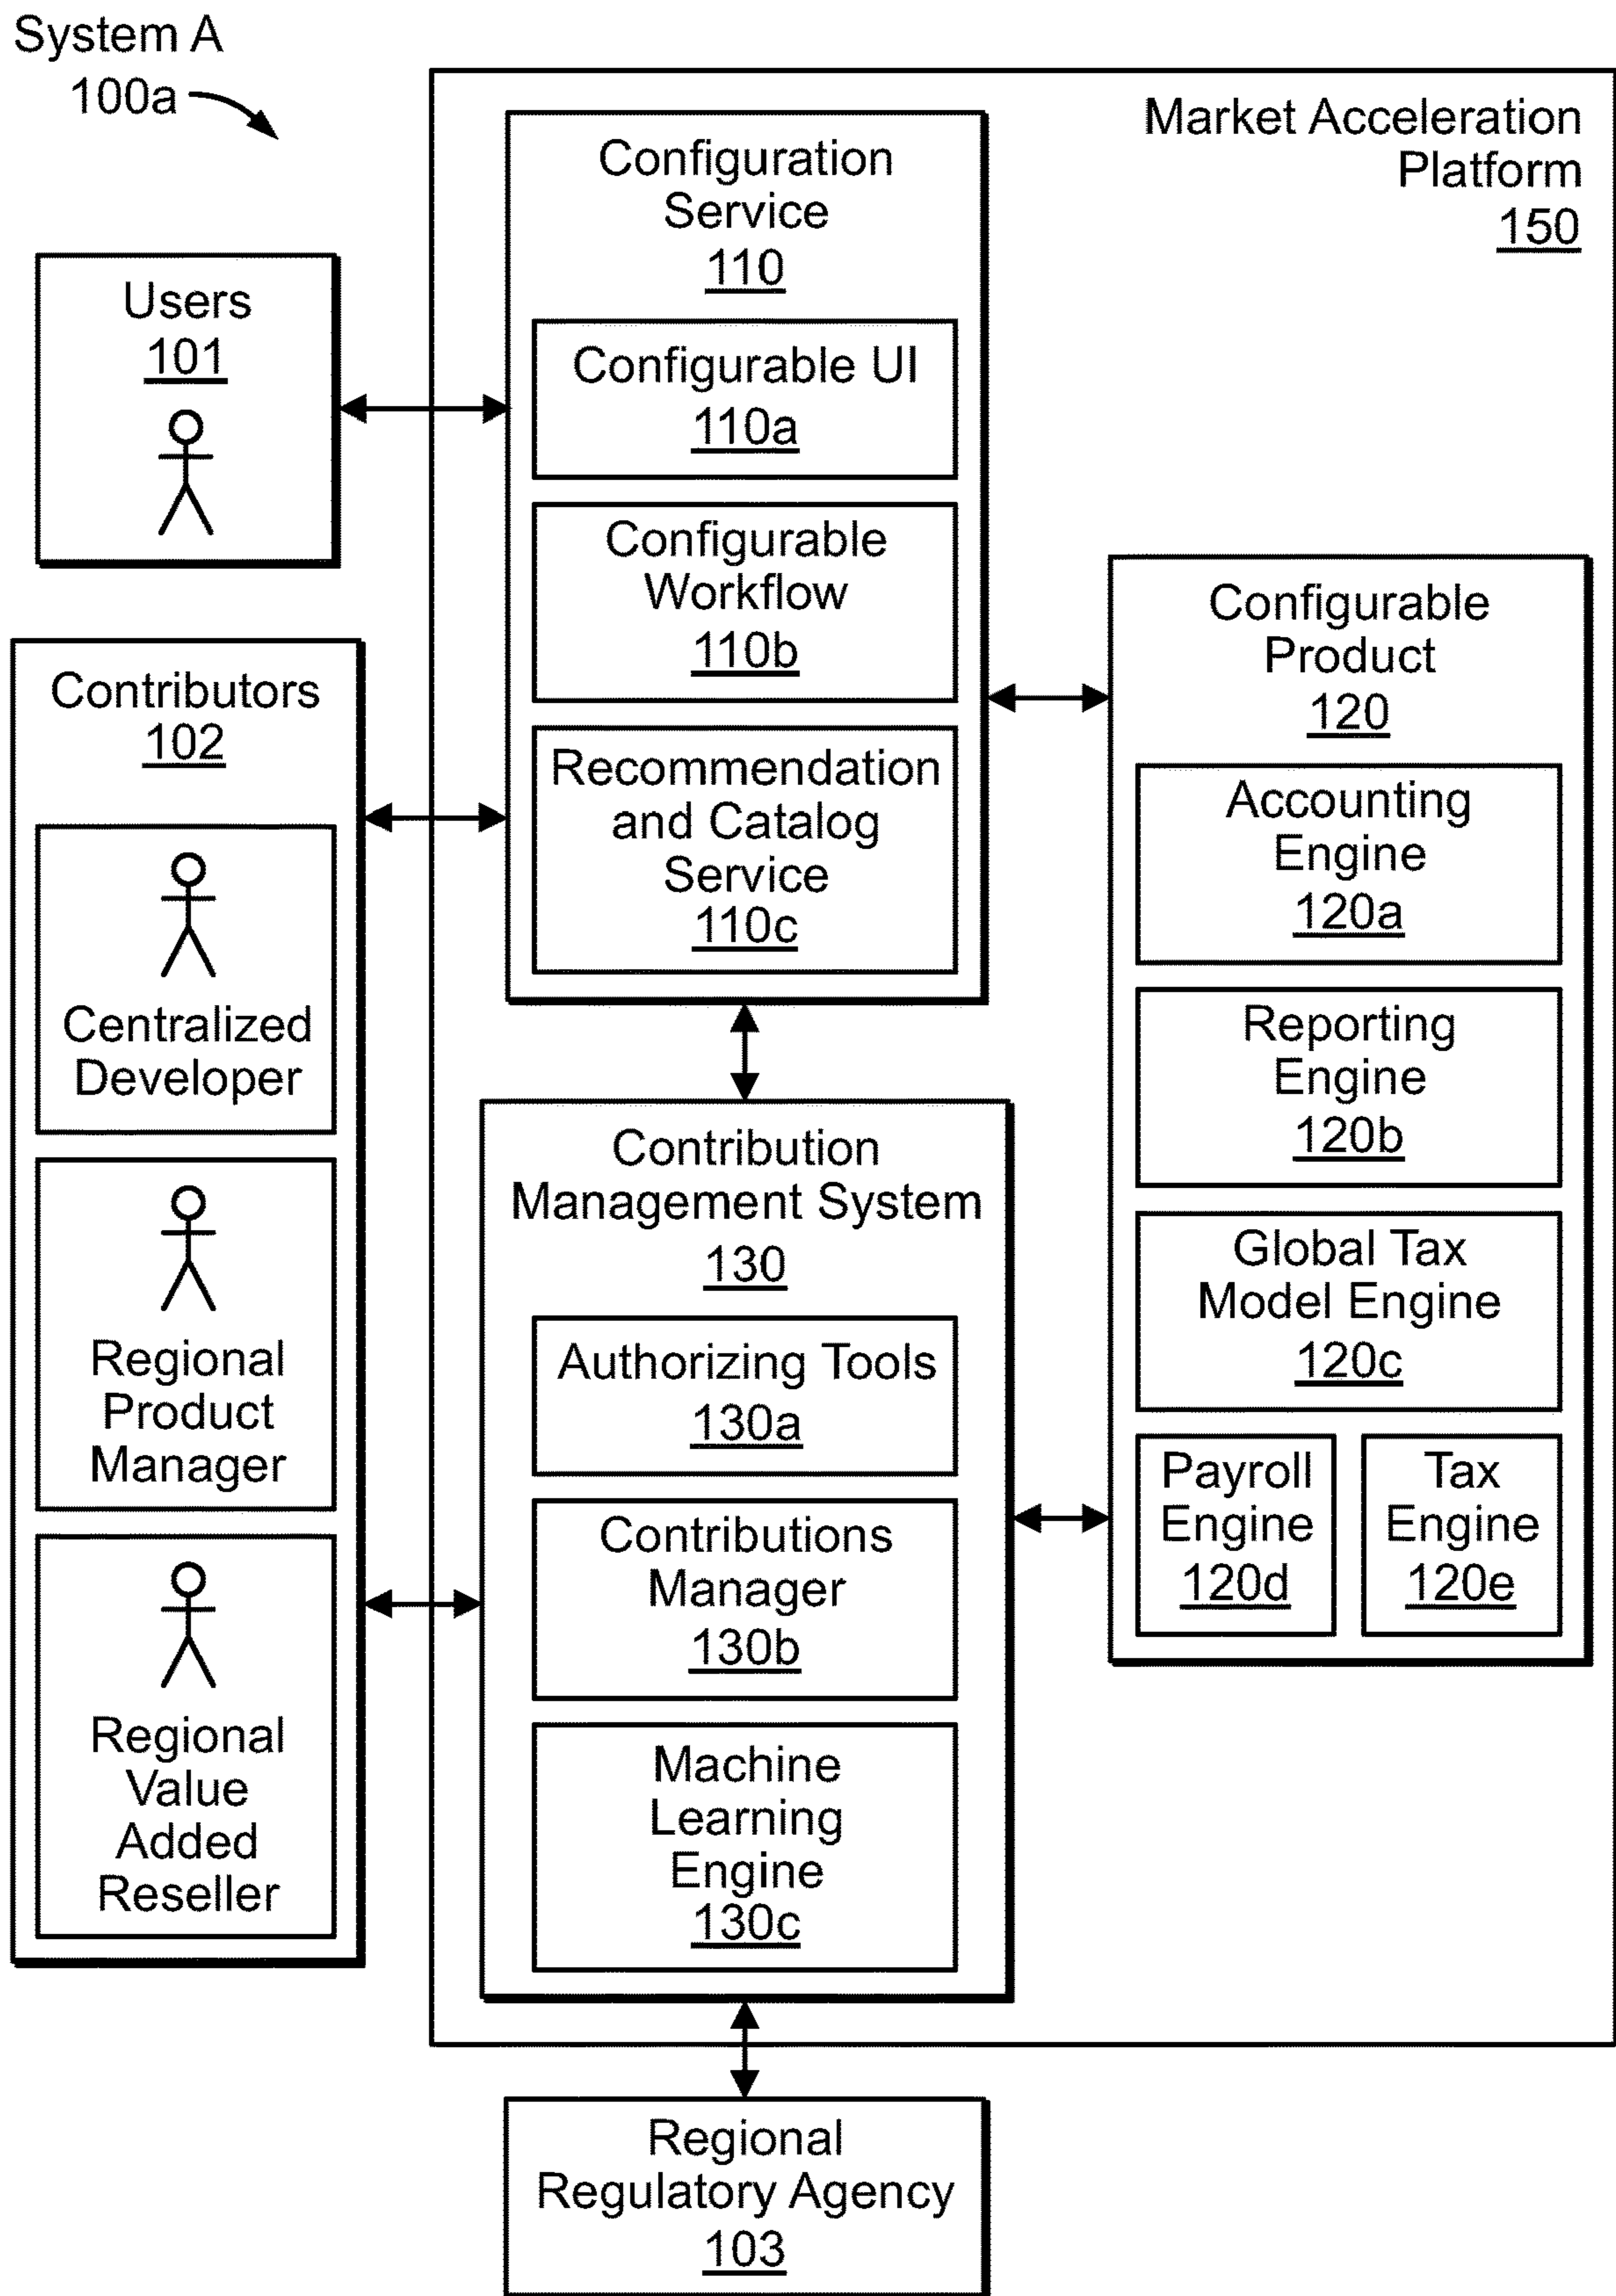 System A
100a
Market Acceleration
Platform
150
Configuration
Service
110
Configurable UI
110a
Configurable
Workflow
110b
Recommendation
and Catalog
Service
110c
Users
101
Contributors
102
Centralized
Developer
Regional
Product
Manager
Regional
Value
Added
Reseller
Configurable
Product
120
Accounting
Engine
120a
Reporting
Engine
120b
Global Tax
Model Engine
120c
Payroll
Engine
120d
Tax
Engine
120e
Contribution
Management System
130
Authorizing Tools
130a
Contributions
Manager
130b
Machine
Learning
Engine
130c
Regional
Regulatory Agency
103